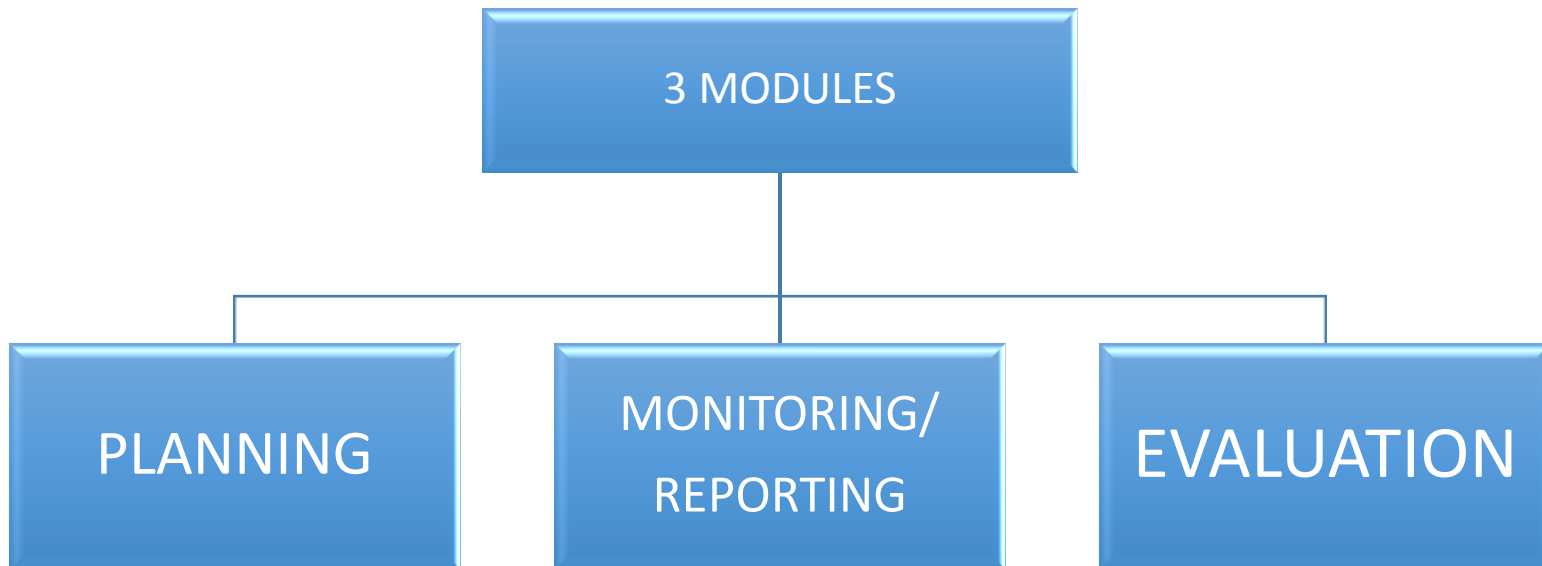 3 MODULES
PLANNING
MONITORING/
REPORTING
EVALUATION